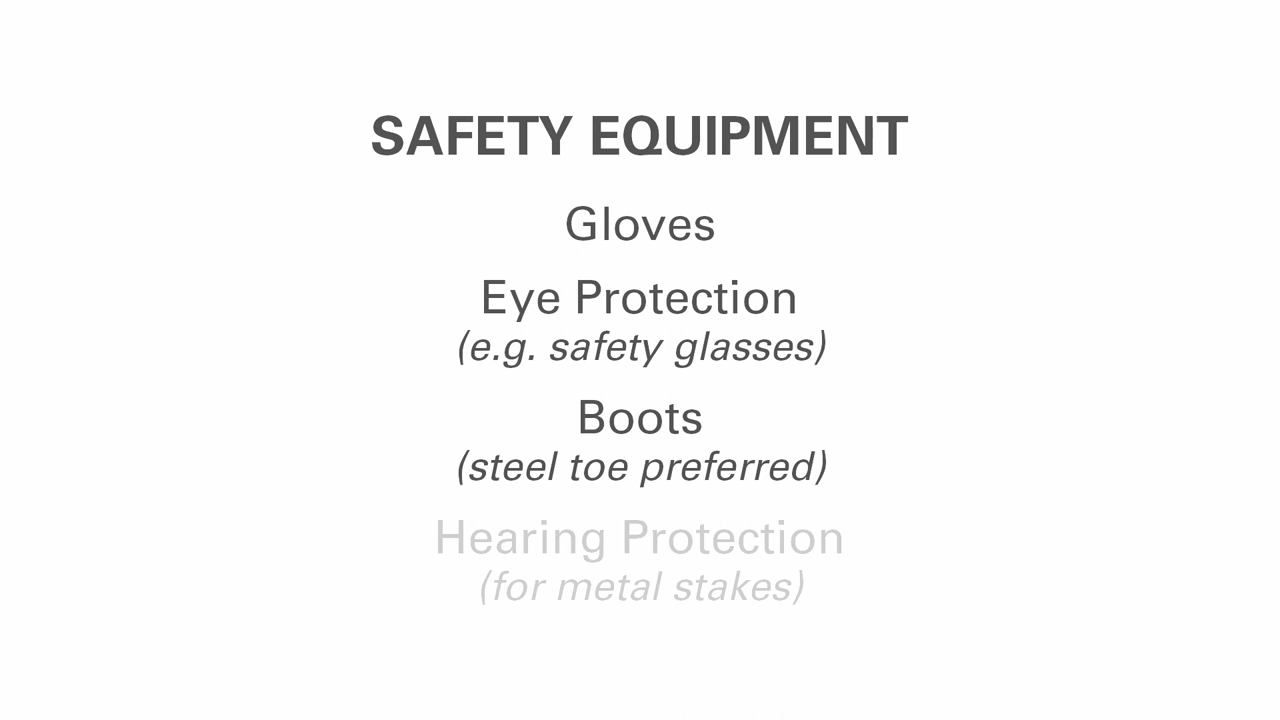 SAFETY EQUIPMENT
Gloves
Eye Protection
(e.g. safety glasses)
Boots
(steel toe preferred)
Hearing Protection
(for metal stakes)